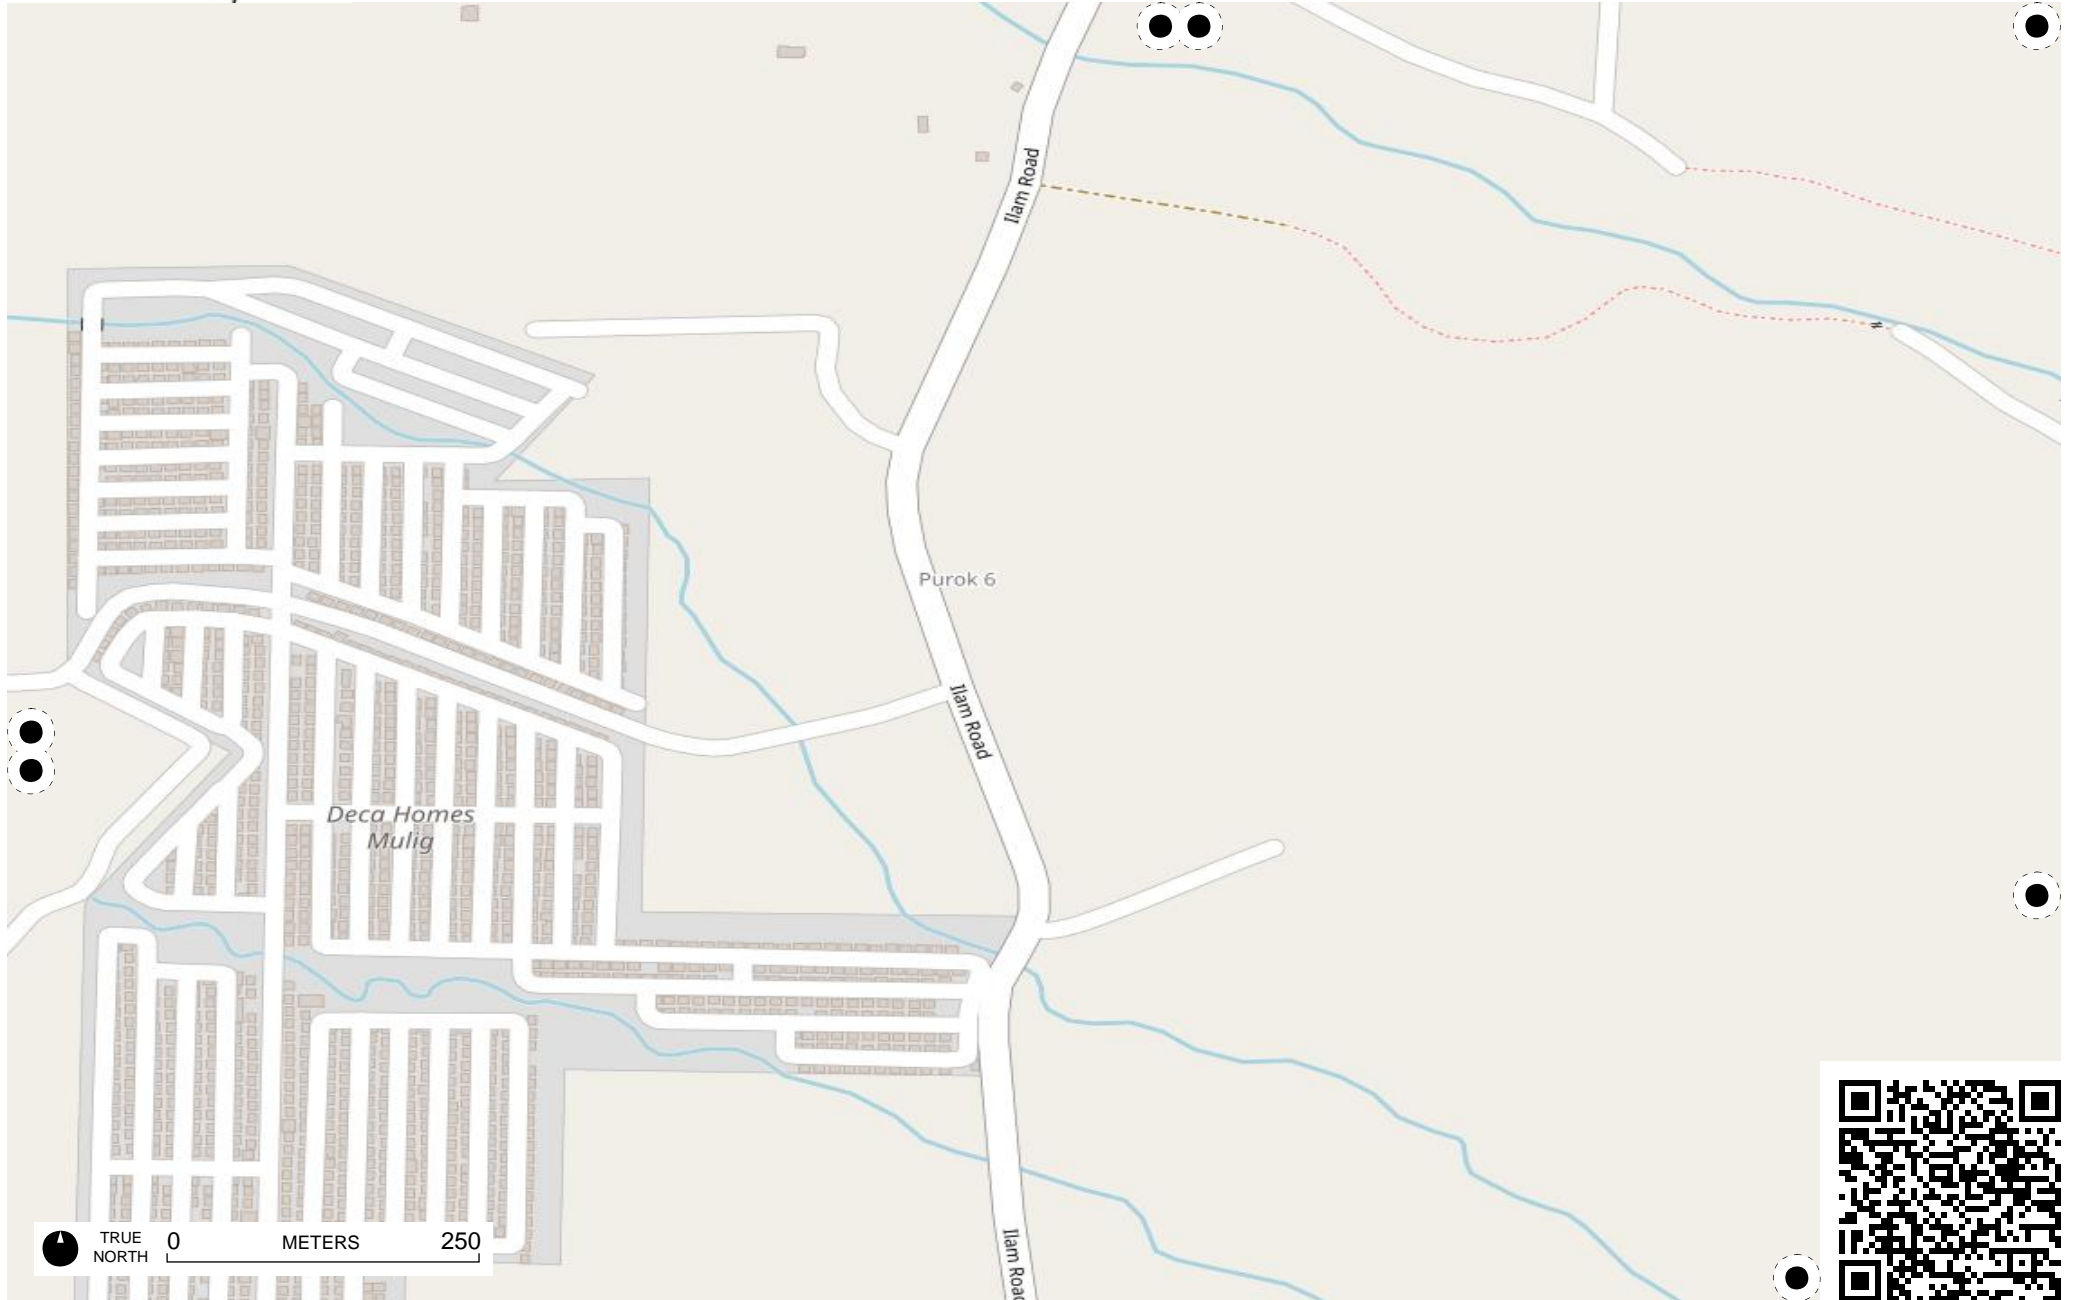 Ilam Road
Purok 6
Ilam Road
Deca Homes
Mulig
Ilam Road
TRUE
NORTH
0
METERS
250